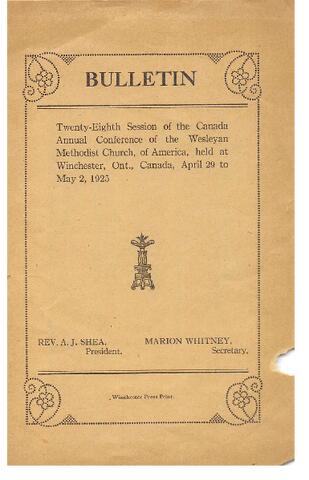 BULLETIN
Twenty-Eighth Session of the Canada
Annual Conference of the Wesleyan
Methodist Church, of America, held at
Winchester, Ont., Canada, April 29 to
May 2, 1925
REV. A. J. SHEA,
President.
MARION WHITNEY,
Secretary.
Winchester Press Print.